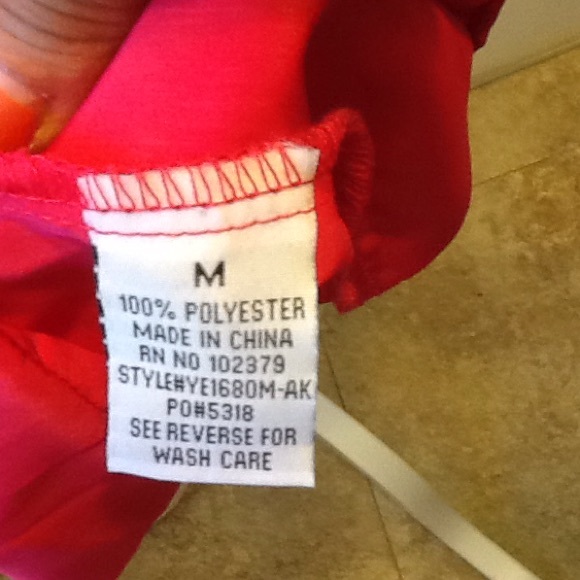 M
100% POLYESTER
MADE IN CHINA
RN NO 102379
STYLE#YE1680M-AK
PO#5318
SEE REVERSE FOR
WASH CARE